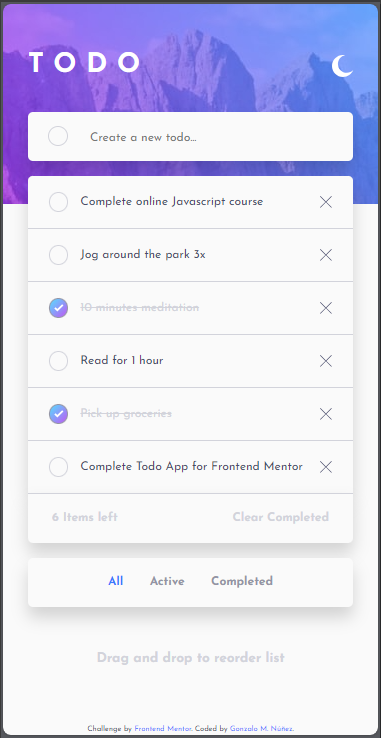 TODO
Create a new todo...
Complete online Javascript course
Jog around the park 3x
10 minutes meditation
Read for 1 hour
Pick up groceries
Complete Todo App for Frontend Mentor
6 Items left Clear Completed
All Active Completed
Drag and drop to reorder list
Challenge by Frontend Mentor. Coded by Gonzalo M. Núñez.